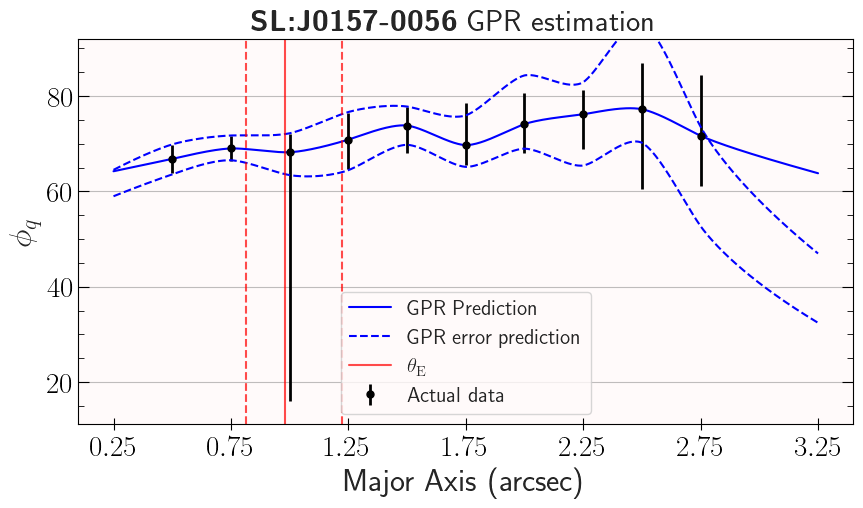 SL:J0157-0056 GPR estimation
80
60
40
20
ϕq
GPR Prediction
GPR error prediction
θE
Actual data
0.25 0.75 1.25 1.75 2.25 2.75 3.25
Major Axis (arcsec)